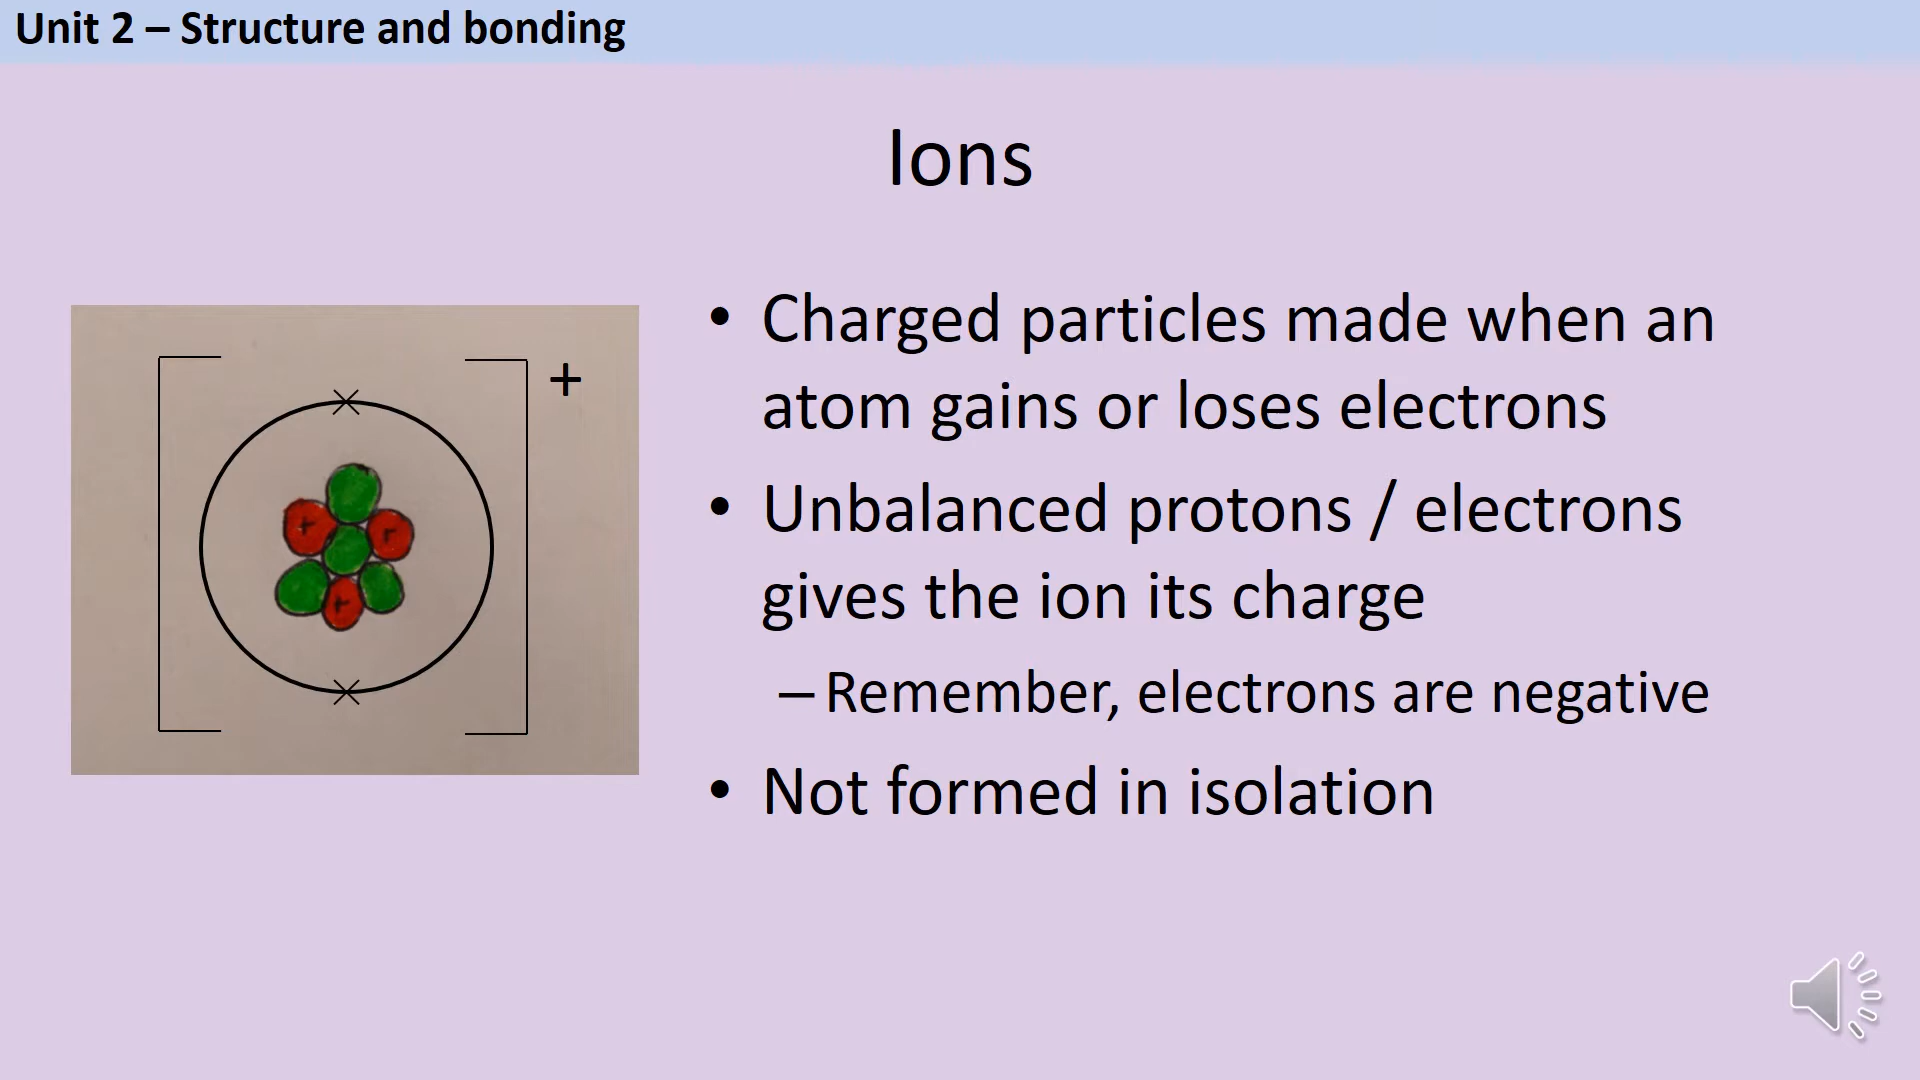 Unit 2 – Structure and bonding
Ions
+
• Charged particles made when an
atom gains or loses electrons
• Unbalanced protons / electrons
gives the ion its charge
– Remember, electrons are negative
• Not formed in isolation
+
+
+